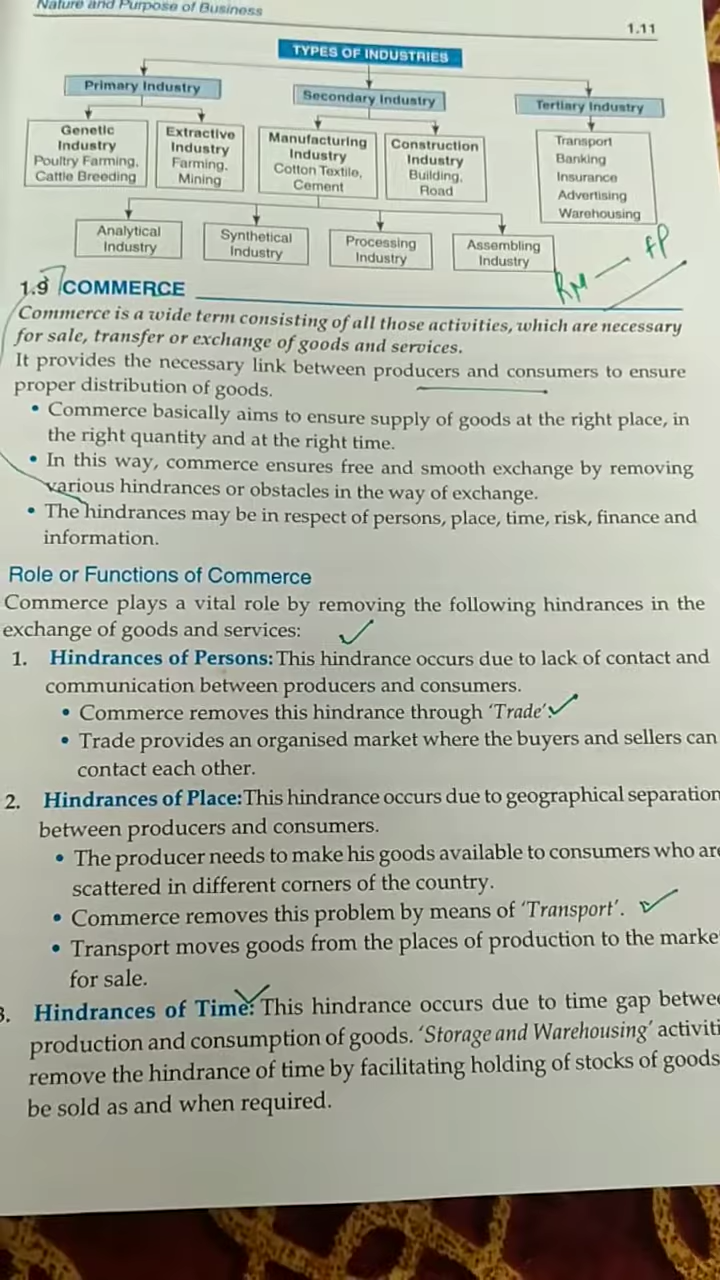 Nature and Purpose of Business
1.11
TYPES OF INDUSTRIES
Primary Industry
Secondary Industry
Tertiary Industry
Genetic
Industry
Poultry Farming,
Cattle Breeding
Extractive
Industry
Farming,
Mining
Manufacturing
Industry
Cotton Textile,
Cement
Construction
Industry
Building,
Road
Transport
Banking
Insurance
Advertising
Warehousing
Analytical
Industry
Synthetical
Industry
Processing
Industry
Assembling
Industry
RM — FP
1.9 COMMERCE
Commerce is a wide term consisting of all those activities, which are necessary
for sale, transfer or exchange of goods and services.
It provides the necessary link between producers and consumers to ensure
proper distribution of goods.
• Commerce basically aims to ensure supply of goods at the right place, in
the right quantity and at the right time.
• In this way, commerce ensures free and smooth exchange by removing
various hindrances or obstacles in the way of exchange.
• The hindrances may be in respect of persons, place, time, risk, finance and
information.
Role or Functions of Commerce
Commerce plays a vital role by removing the following hindrances in the
exchange of goods and services:
1. Hindrances of Persons: This hindrance occurs due to lack of contact and
communication between producers and consumers.
• Commerce removes this hindrance through 'Trade'.
• Trade provides an organised market where the buyers and sellers can
contact each other.
2. Hindrances of Place: This hindrance occurs due to geographical separation
between producers and consumers.
• The producer needs to make his goods available to consumers who are
scattered in different corners of the country.
• Commerce removes this problem by means of 'Transport'.
• Transport moves goods from the places of production to the marke
for sale.
3. Hindrances of Time: This hindrance occurs due to time gap betwee
production and consumption of goods. 'Storage and Warehousing' activiti
remove the hindrance of time by facilitating holding of stocks of goods
be sold as and when required.